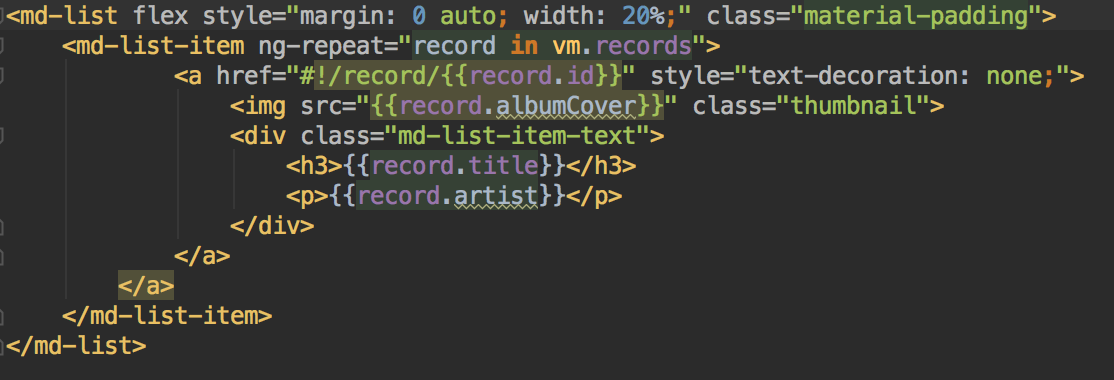 <md-list flex style="margin: 0 auto; width: 20%;" class="material-padding">
    <md-list-item ng-repeat="record in vm.records">
            <a href="#!/record/{{record.id}}" style="text-decoration: none;">
                <img src="{{record.albumCover}}" class="thumbnail">
                <div class="md-list-item-text">
                    <h3>{{record.title}}</h3>
                    <p>{{record.artist}}</p>
                </div>
            </a>
        </a>
    </md-list-item>
</md-list>